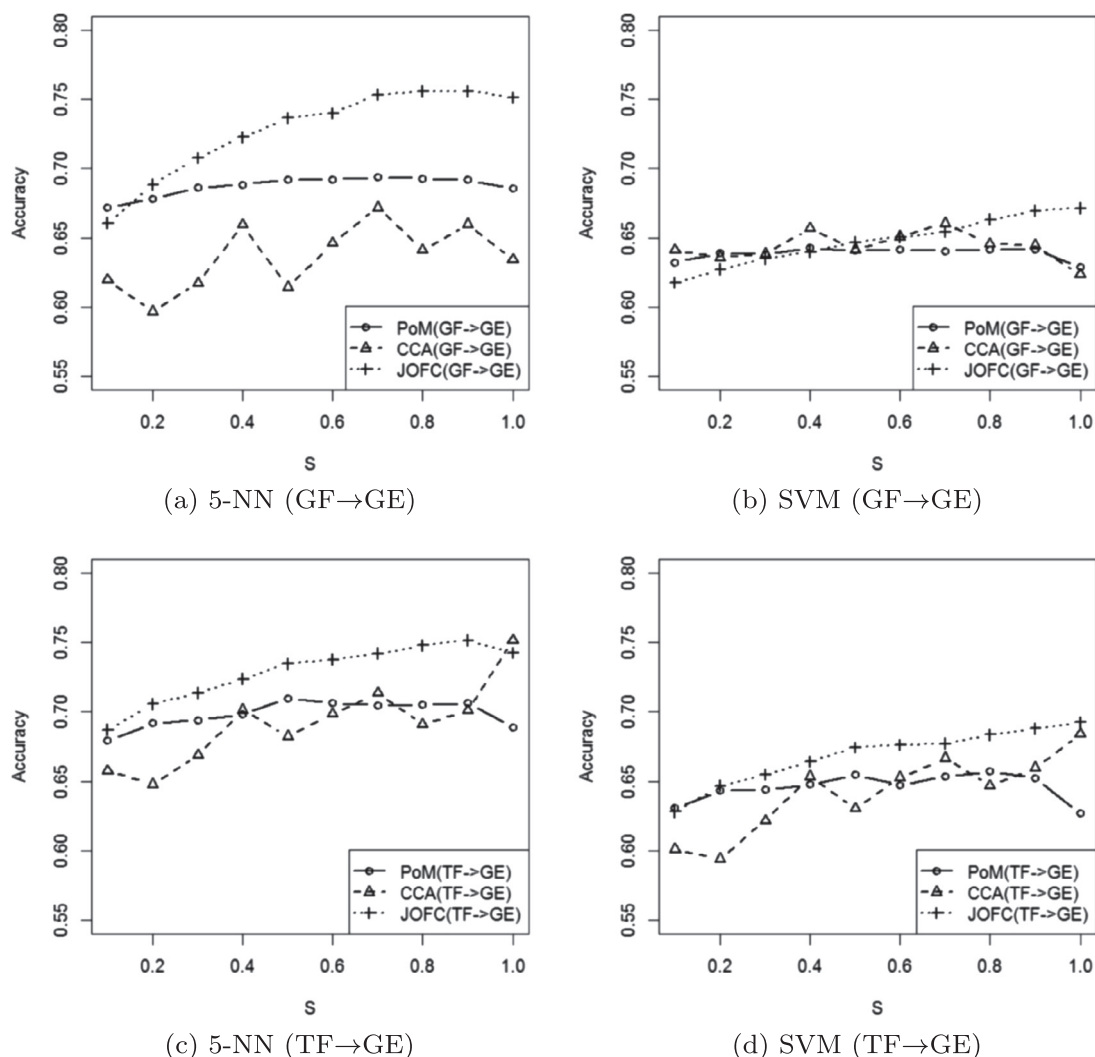 0.80
0.75
0.70
0.65
0.60
0.55
Accuracy
PoM(GF->GE)
CCA(GF->GE)
JOFC(GF->GE)
0.2 0.4 0.6 0.8 1.0
S
(a) 5-NN (GF→GE)
0.80
0.75
0.70
0.65
0.60
0.55
Accuracy
PoM(GF->GE)
CCA(GF->GE)
JOFC(GF->GE)
0.2 0.4 0.6 0.8 1.0
S
(b) SVM (GF→GE)
0.80
0.75
0.70
0.65
0.60
0.55
Accuracy
PoM(TF->GE)
CCA(TF->GE)
JOFC(TF->GE)
0.2 0.4 0.6 0.8 1.0
S
(c) 5-NN (TF→GE)
0.80
0.75
0.70
0.65
0.60
0.55
Accuracy
PoM(TF->GE)
CCA(TF->GE)
JOFC(TF->GE)
0.2 0.4 0.6 0.8 1.0
S
(d) SVM (TF→GE)